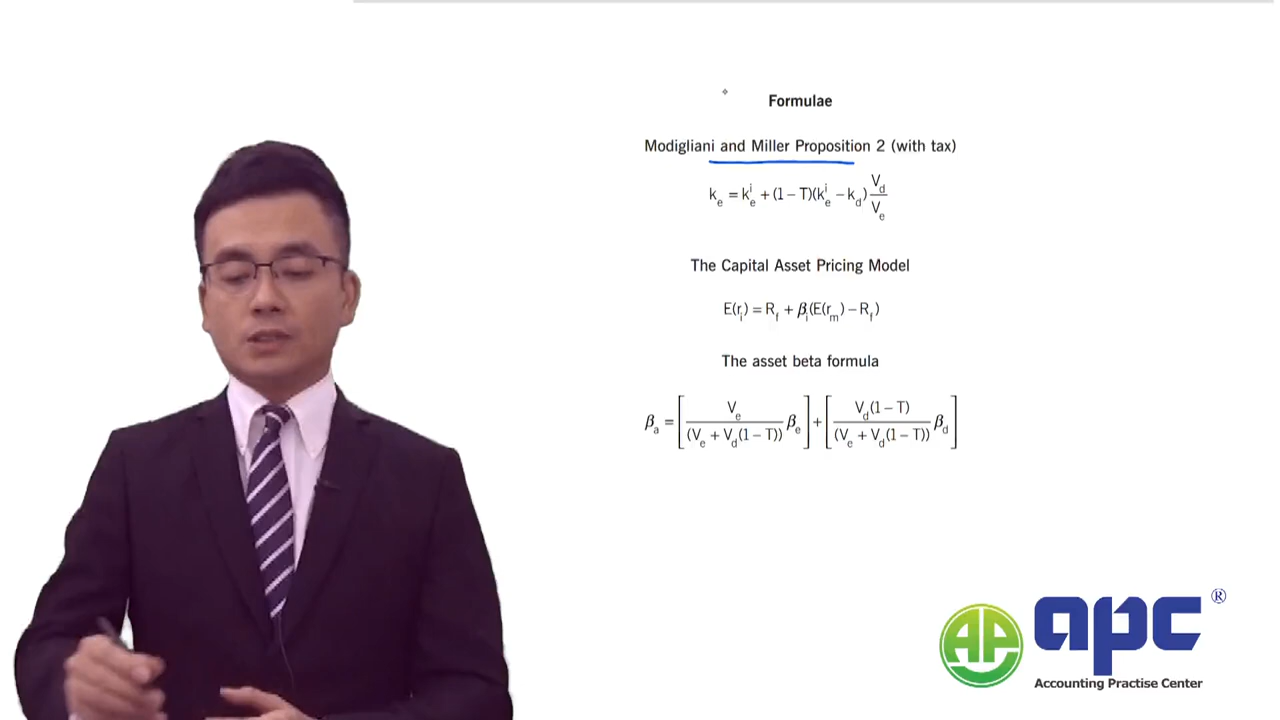 Formulae
Modigliani and Miller Proposition 2 (with tax)
kₑ = kₑⁱ + (1 – T)(kₑⁱ – k_d) V_d/Vₑ
The Capital Asset Pricing Model
E(rᵢ) = R_f + βᵢ(E(r_m) – R_f)
The asset beta formula
βₐ = [Vₑ/(Vₑ + V_d(1 – T)) βₑ] + [V_d(1 – T)/(Vₑ + V_d(1 – T)) β_d]
AP apc ®
Accounting Practise Center